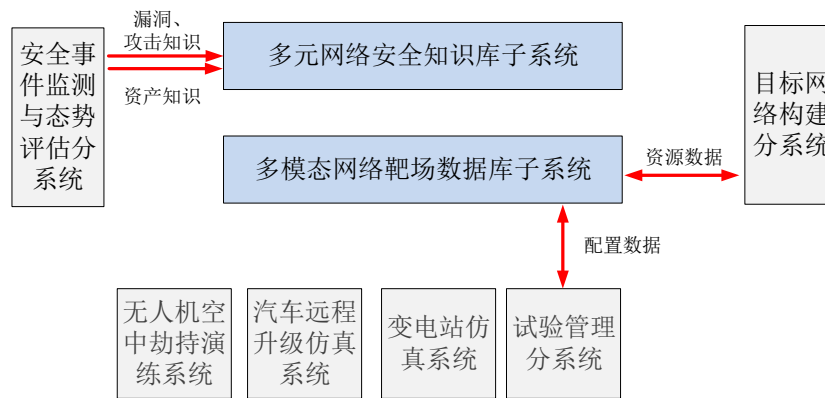 漏洞、
攻击知识
资产知识
安全事
件监测
与态势
评估分
系统
多元网络安全知识库子系统
多模态网络靶场数据库子系统
资源数据
目标网
络构建
分系统
配置数据
无人机空
中劫持演
练系统
汽车远程
升级仿真
系统
变电站仿
真系统
试验管理
分系统